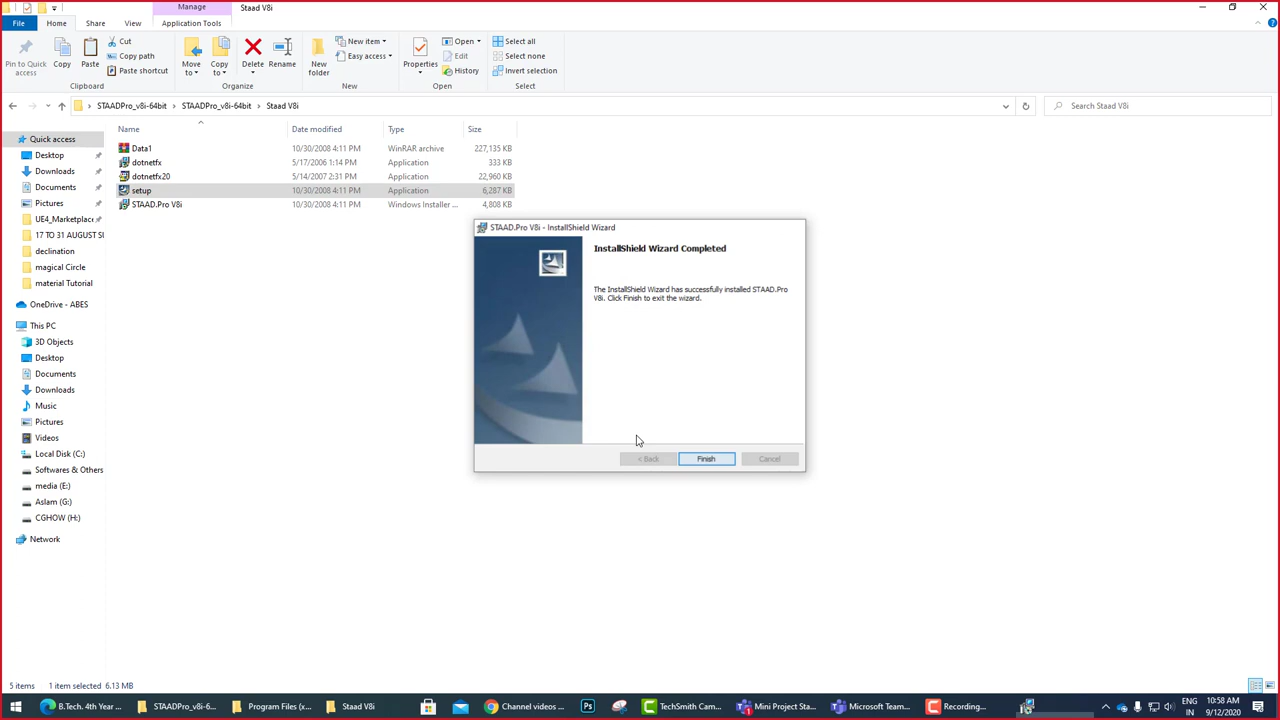 Manage
Staad V8i
File
Home
Share
View
Application Tools
Pin to Quick access
Copy
Paste
Cut
Copy path
Paste shortcut
Clipboard
Move to
Copy to
Delete
Rename
Organize
New folder
New item
Easy access
New
Properties
Open
Edit
History
Open
Select all
Select none
Invert selection
Select
STAADPro_v8i-64bit
STAADPro_v8i-64bit
Staad V8i
Search Staad V8i
Name
Date modified
Type
Size
Data1 10/30/2008 4:11 PM WinRAR archive 227,135 KB
dotnetfx 5/17/2006 1:14 PM Application 333 KB
dotnetfx20 5/14/2007 2:31 PM Application 22,960 KB
setup 10/30/2008 4:11 PM Application 6,287 KB
STAAD.Pro V8i 10/30/2008 4:11 PM Windows Installer ... 4,808 KB
Quick access
Desktop
Downloads
Documents
Pictures
UE4_Marketplace
17 TO 31 AUGUST SU
declination
magical Circle
material Tutorial
OneDrive - ABES
This PC
3D Objects
Desktop
Documents
Downloads
Music
Pictures
Videos
Local Disk (C:)
Softwares & Others
media (E:)
Aslam (G:)
CGHOW (H:)
Network
STAAD.Pro V8i - InstallShield Wizard
InstallShield Wizard Completed
The InstallShield Wizard has successfully installed STAAD.Pro
V8i. Click Finish to exit the wizard.
< Back
Finish
Cancel
5 items
1 item selected 6.13 MB
B.Tech. 4th Year ...
STAADPro_v8i-6...
Program Files (x...
Staad V8i
Channel videos ...
Ps
TechSmith Cam...
Mini Project Sta...
Microsoft Team...
Recording...
ENG
IN
10:58 AM
9/12/2020